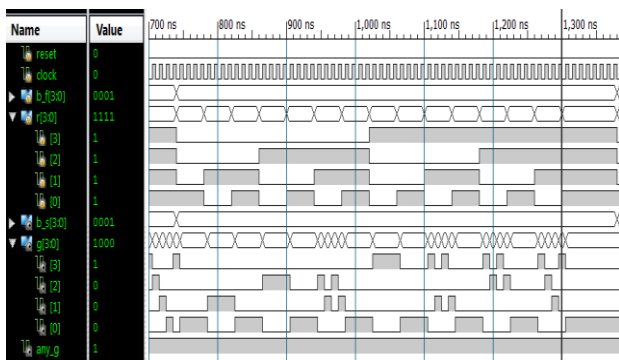 Name Value 700 ns 800 ns 900 ns 1,000 ns 1,100 ns 1,200 ns 1,300 ns
reset 0
clock 0
b_f[3:0] 0001
r[3:0] 1111
[3] 1
[2] 1
[1] 1
[0] 1
b_s[3:0] 0001
g[3:0] 1000
[3] 1
[2] 0
[1] 0
[0] 0
any_g 1